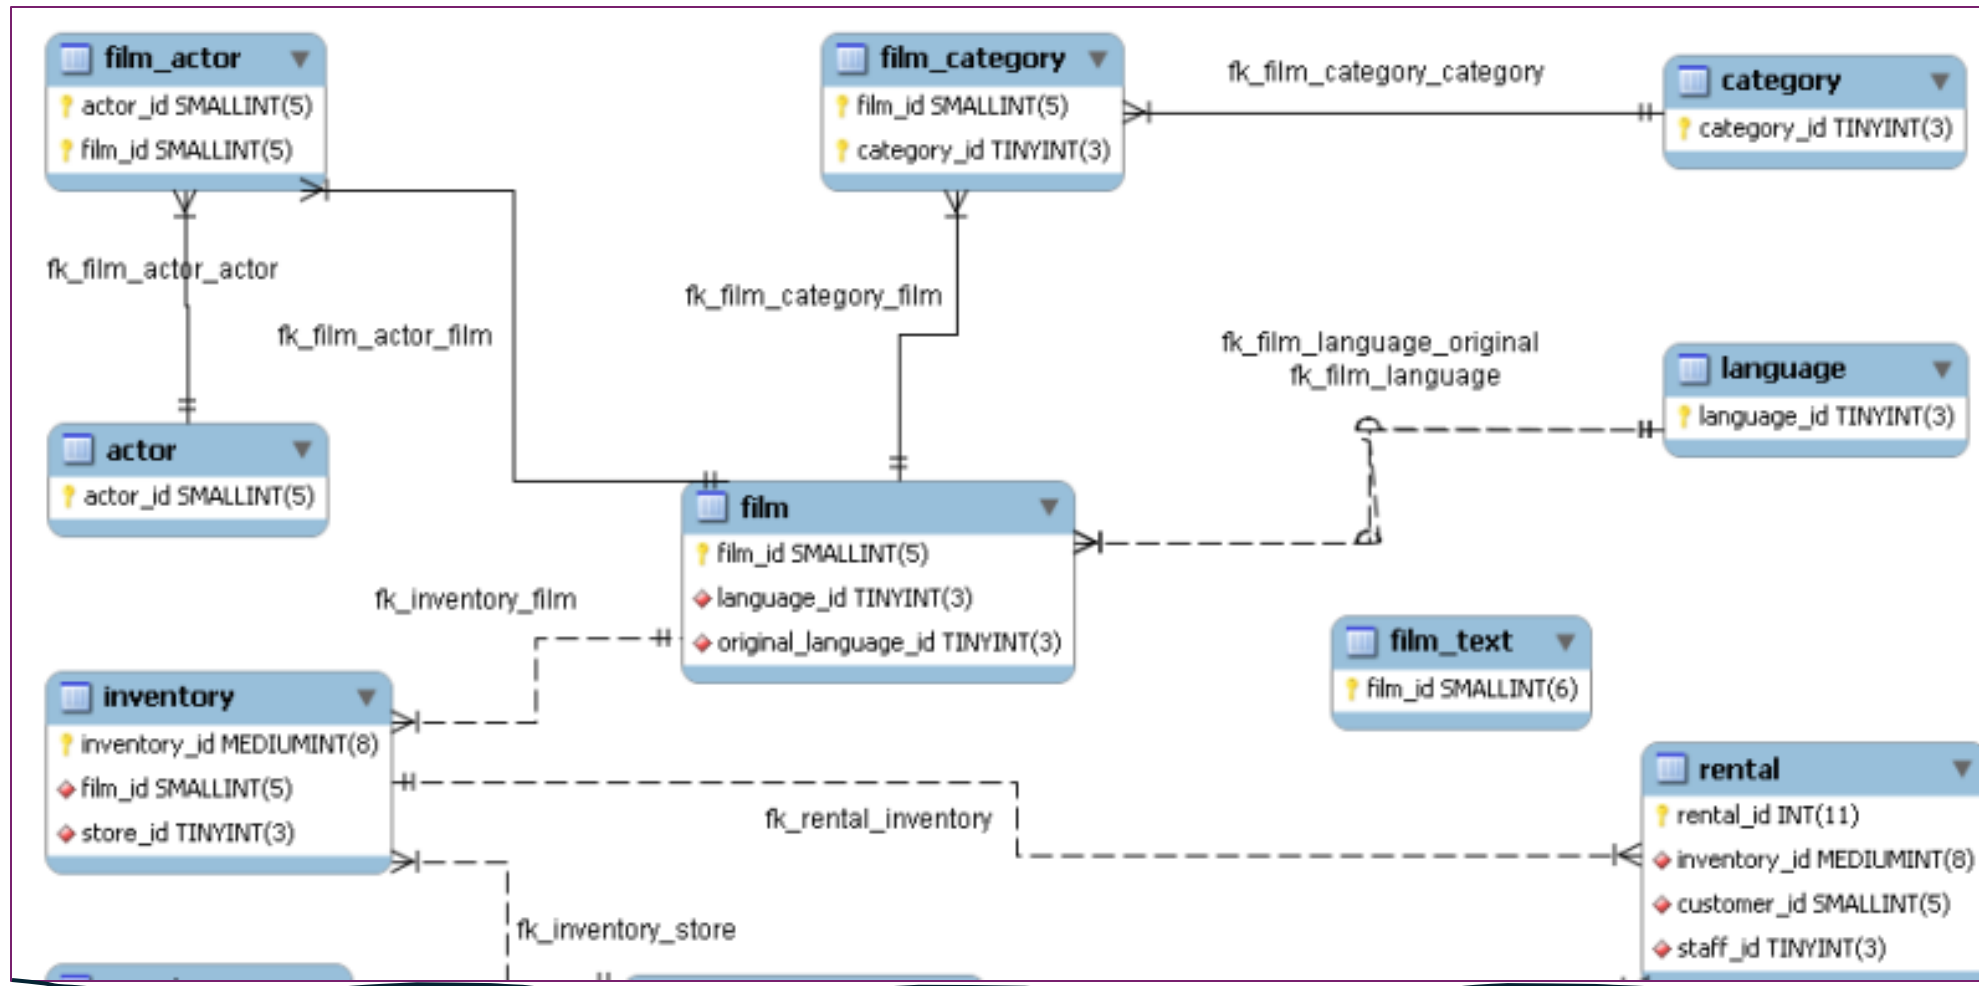 film_actor
actor_id SMALLINT(5)
film_id SMALLINT(5)
film_category
film_id SMALLINT(5)
category_id TINYINT(3)
fk_film_category_category
category
category_id TINYINT(3)
fk_film_actor_actor
fk_film_actor_film
fk_film_category_film
fk_film_language_original
fk_film_language
language
language_id TINYINT(3)
actor
actor_id SMALLINT(5)
film
film_id SMALLINT(5)
language_id TINYINT(3)
original_language_id TINYINT(3)
fk_inventory_film
film_text
film_id SMALLINT(6)
inventory
inventory_id MEDIUMINT(8)
film_id SMALLINT(5)
store_id TINYINT(3)
fk_rental_inventory
rental
rental_id INT(11)
inventory_id MEDIUMINT(8)
customer_id SMALLINT(5)
staff_id TINYINT(3)
fk_inventory_store